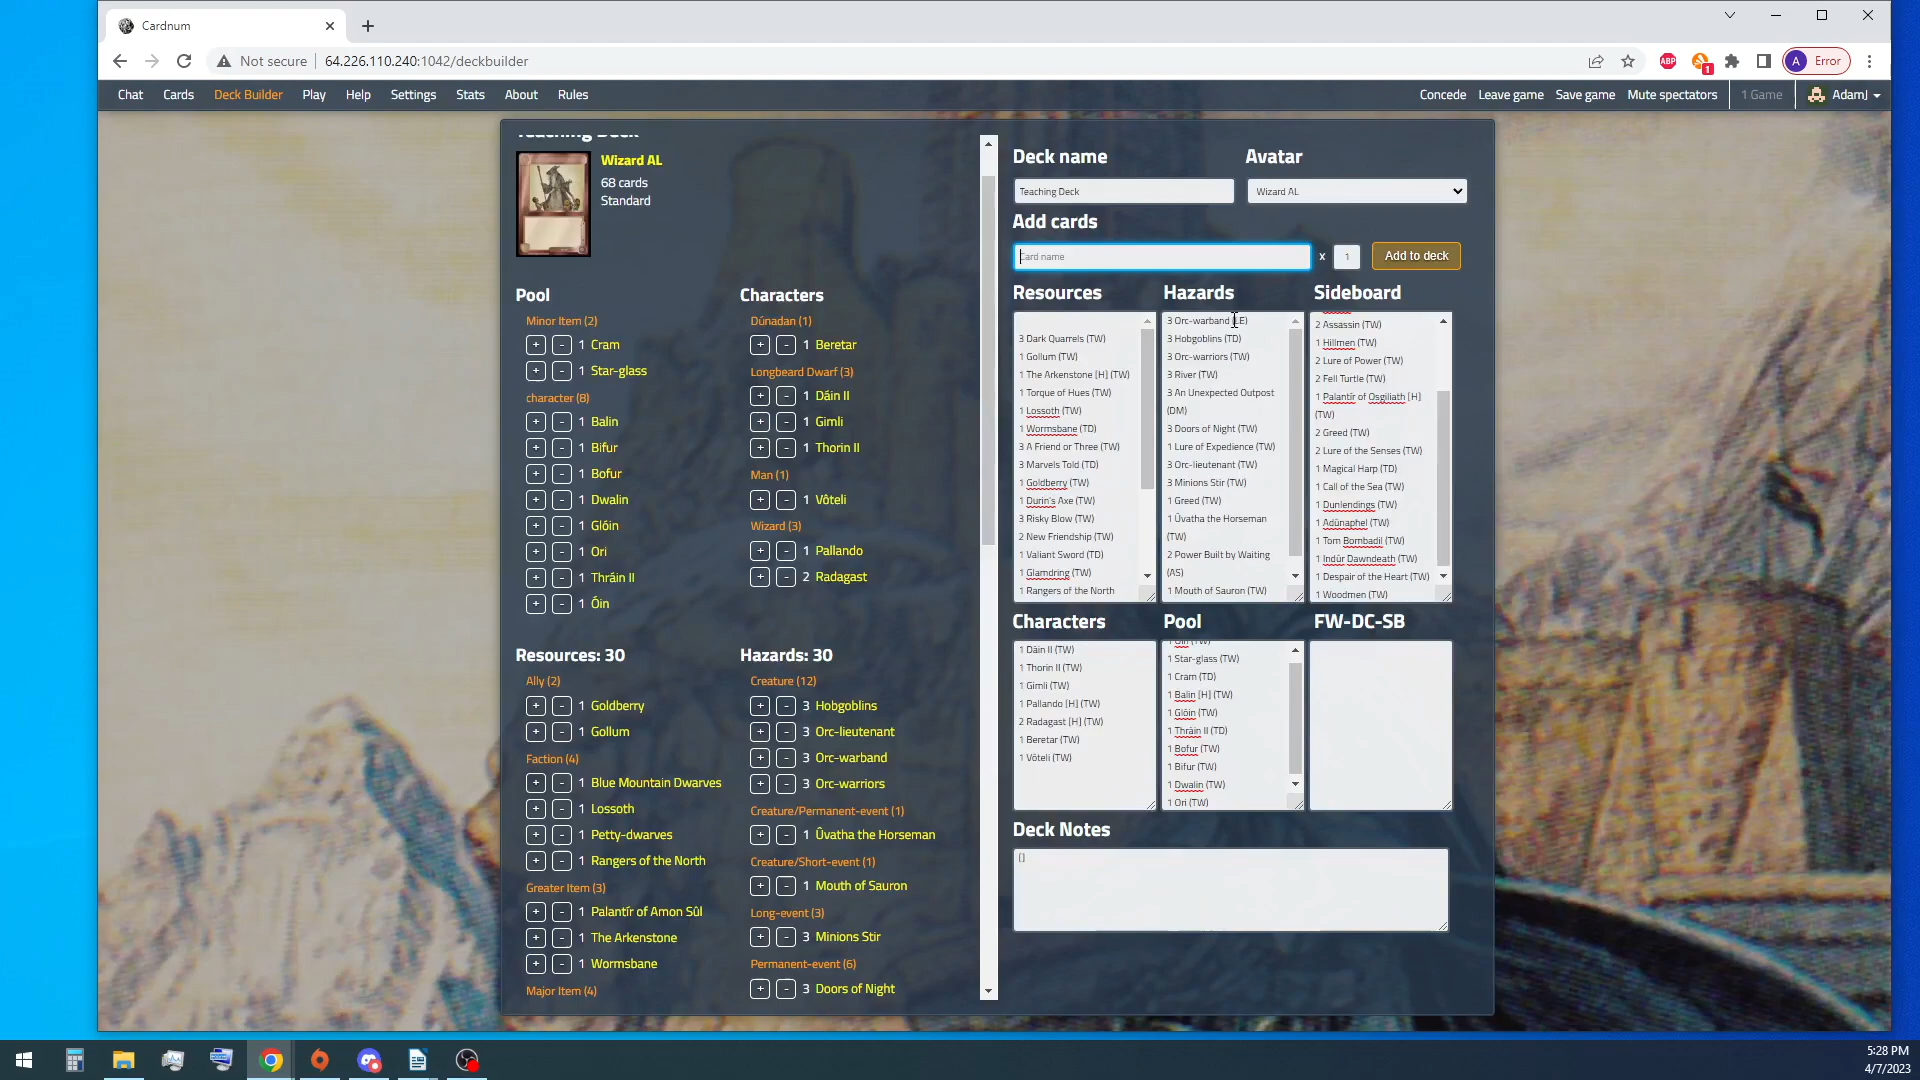 Cardnum
Not secure
64.226.110.240:1042/deckbuilder
ABP
1
A
Error
Chat
Cards
Deck Builder
Play
Help
Settings
Stats
About
Rules
Concede
Leave game
Save game
Mute spectators
1 Game
AdamJ
Teaching Deck
Wizard AL
68 cards
Standard
Pool
Minor Item (2)
+ - 1 Cram
+ - 1 Star-glass
character (8)
+ - 1 Balin
+ - 1 Bifur
+ - 1 Bofur
+ - 1 Dwalin
+ - 1 Glóin
+ - 1 Ori
+ - 1 Thráin II
+ - 1 Óin
Characters
Dúnadan (1)
+ - 1 Beretar
Longbeard Dwarf (3)
+ - 1 Dáin II
+ - 1 Gimli
+ - 1 Thorin II
Man (1)
+ - 1 Vôteli
Wizard (3)
+ - 1 Pallando
+ - 2 Radagast
Resources: 30
Ally (2)
+ - 1 Goldberry
+ - 1 Gollum
Faction (4)
+ - 1 Blue Mountain Dwarves
+ - 1 Lossoth
+ - 1 Petty-dwarves
+ - 1 Rangers of the North
Greater Item (3)
+ - 1 Palantír of Amon Sûl
+ - 1 The Arkenstone
+ - 1 Wormsbane
Major Item (4)
Hazards: 30
Creature (12)
+ - 3 Hobgoblins
+ - 3 Orc-lieutenant
+ - 3 Orc-warband
+ - 3 Orc-warriors
Creature/Permanent-event (1)
+ - 1 Ûvatha the Horseman
Creature/Short-event (1)
+ - 1 Mouth of Sauron
Long-event (3)
+ - 3 Minions Stir
Permanent-event (6)
+ - 3 Doors of Night
Deck name
Teaching Deck
Avatar
Wizard AL
Add cards
Card name
x
1
Add to deck
Resources
3 Dark Quarrels (TW)
1 Gollum (TW)
1 The Arkenstone [H] (TW)
1 Torque of Hues (TW)
1 Lossoth (TW)
1 Wormsbane (TD)
3 A Friend or Three (TW)
3 Marvels Told (TD)
1 Goldberry (TW)
1 Durin's Axe (TW)
3 Risky Blow (TW)
2 New Friendship (TW)
1 Valiant Sword (TD)
1 Glamdring (TW)
1 Rangers of the North
Hazards
3 Orc-warband (LE)
3 Hobgoblins (TD)
3 Orc-warriors (TW)
3 River (TW)
3 An Unexpected Outpost
(DM)
3 Doors of Night (TW)
1 Lure of Expedience (TW)
3 Orc-lieutenant (TW)
3 Minions Stir (TW)
1 Greed (TW)
1 Ûvatha the Horseman
(TW)
2 Power Built by Waiting
(AS)
1 Mouth of Sauron (TW)
Sideboard
2 Assassin (TW)
1 Hillmen (TW)
2 Lure of Power (TW)
2 Fell Turtle (TW)
1 Palantír of Osgiliath [H]
(TW)
2 Greed (TW)
2 Lure of the Senses (TW)
1 Magical Harp (TD)
1 Call of the Sea (TW)
1 Dunlendings (TW)
1 Adûnaphel (TW)
1 Tom Bombadil (TW)
1 Indûr Dawndeath (TW)
1 Despair of the Heart (TW)
1 Woodmen (TW)
Characters
1 Dáin II (TW)
1 Thorin II (TW)
1 Gimli (TW)
1 Pallando [H] (TW)
2 Radagast [H] (TW)
1 Beretar (TW)
1 Vôteli (TW)
Pool
1 Óin (TW)
1 Star-glass (TW)
1 Cram (TD)
1 Balin [H] (TW)
1 Glóin (TW)
1 Thráin II (TD)
1 Bofur (TW)
1 Bifur (TW)
1 Dwalin (TW)
1 Ori (TW)
FW-DC-SB
Deck Notes
[]
5:28 PM
4/7/2023